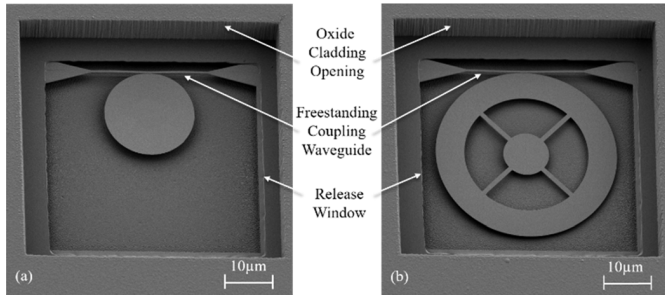 Oxide
Cladding
Opening
Freestanding
Coupling
Waveguide
Release
Window
(a)
10µm
(b)
10µm